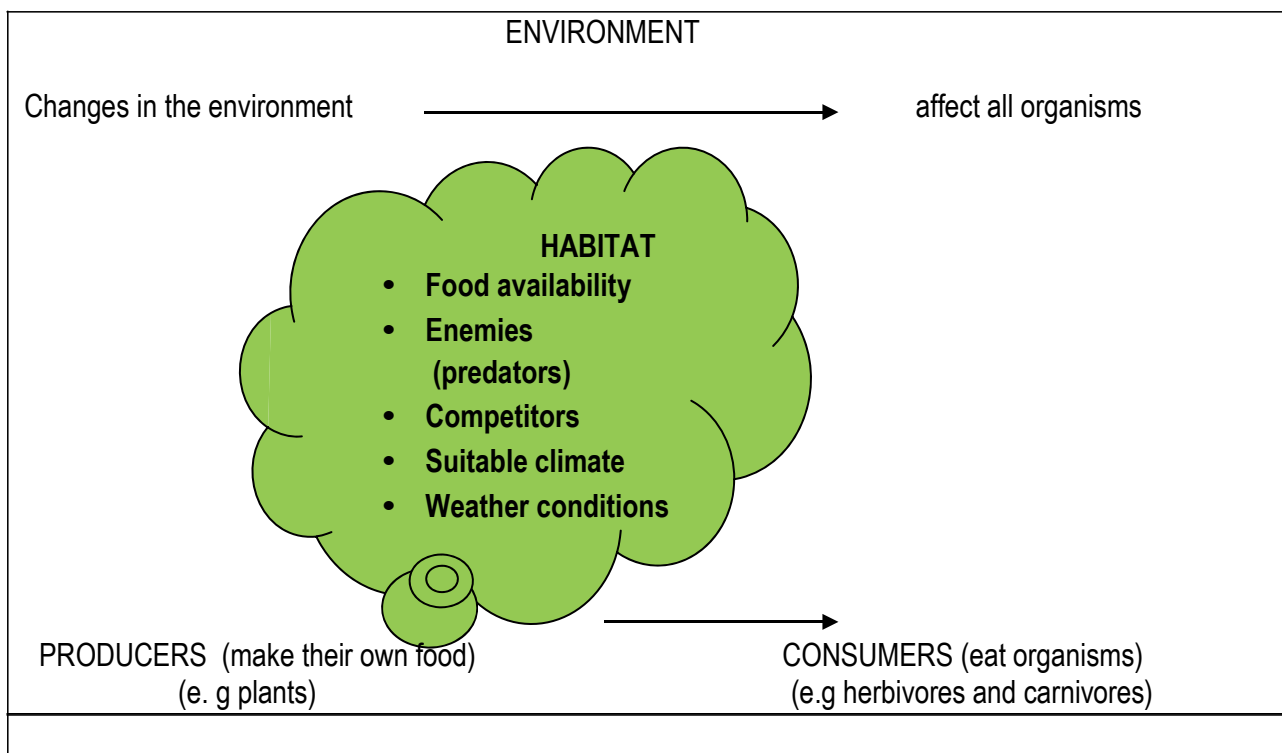 ENVIRONMENT
Changes in the environment affect all organisms
HABITAT
• Food availability
• Enemies
(predators)
• Competitors
• Suitable climate
• Weather conditions
PRODUCERS (make their own food) CONSUMERS (eat organisms)
(e. g plants) (e.g herbivores and carnivores)